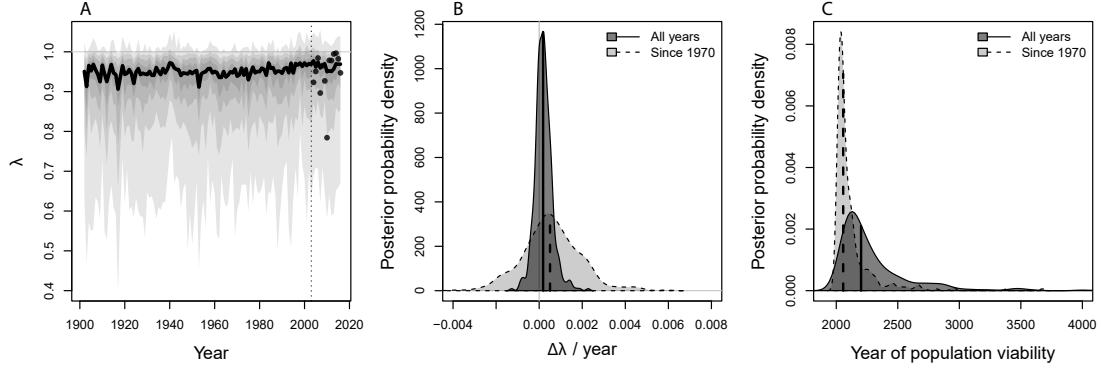 A
λ
1.0
0.9
0.8
0.7
0.6
0.5
0.4
1900 1920 1940 1960 1980 2000 2020
Year
B
Posterior probability density
1200
1000
800
600
400
200
0
All years
Since 1970
−0.004 0.000 0.002 0.004 0.006 0.008
Δλ / year
C
Posterior probability density
0.008
0.006
0.004
0.002
0.000
All years
Since 1970
2000 2500 3000 3500 4000
Year of population viability